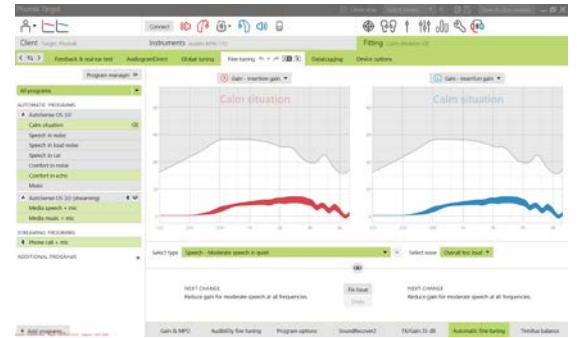 Phonak Target
Connect
Client Target, Phonak
Instruments
Fitting Calm situation
Feedback & real ear test
AudiogramDirect
Global tuning
Fine tuning
Datalogging
Device options
Program manager
All programs
Gain - Insertion gain
Gain - Insertion gain
AUTOMATIC PROGRAMS
AutoSense OS 3.0
Calm situation
Speech in noise
Speech in loud noise
Speech in car
Comfort in noise
Comfort in echo
Music
AutoSense OS 3.0 (streaming)
Media speech + mic
Media music + mic
STREAMING PROGRAMS
Phone call + mic
ADDITIONAL PROGRAMS
Calm situation
Calm situation
Select type
Speech - Moderate speech in quiet
Select issue
Overall too loud
NEXT CHANGE
Reduce gain for moderate speech at all frequencies.
Fix issue
Undo
NEXT CHANGE
Reduce gain for moderate speech at all frequencies.
+ Add programs
Gain & MPO
Audibility fine tuning
Program options
SoundRecover2
TK/Gain 35 dB
Automatic fine tuning
Tinnitus balance